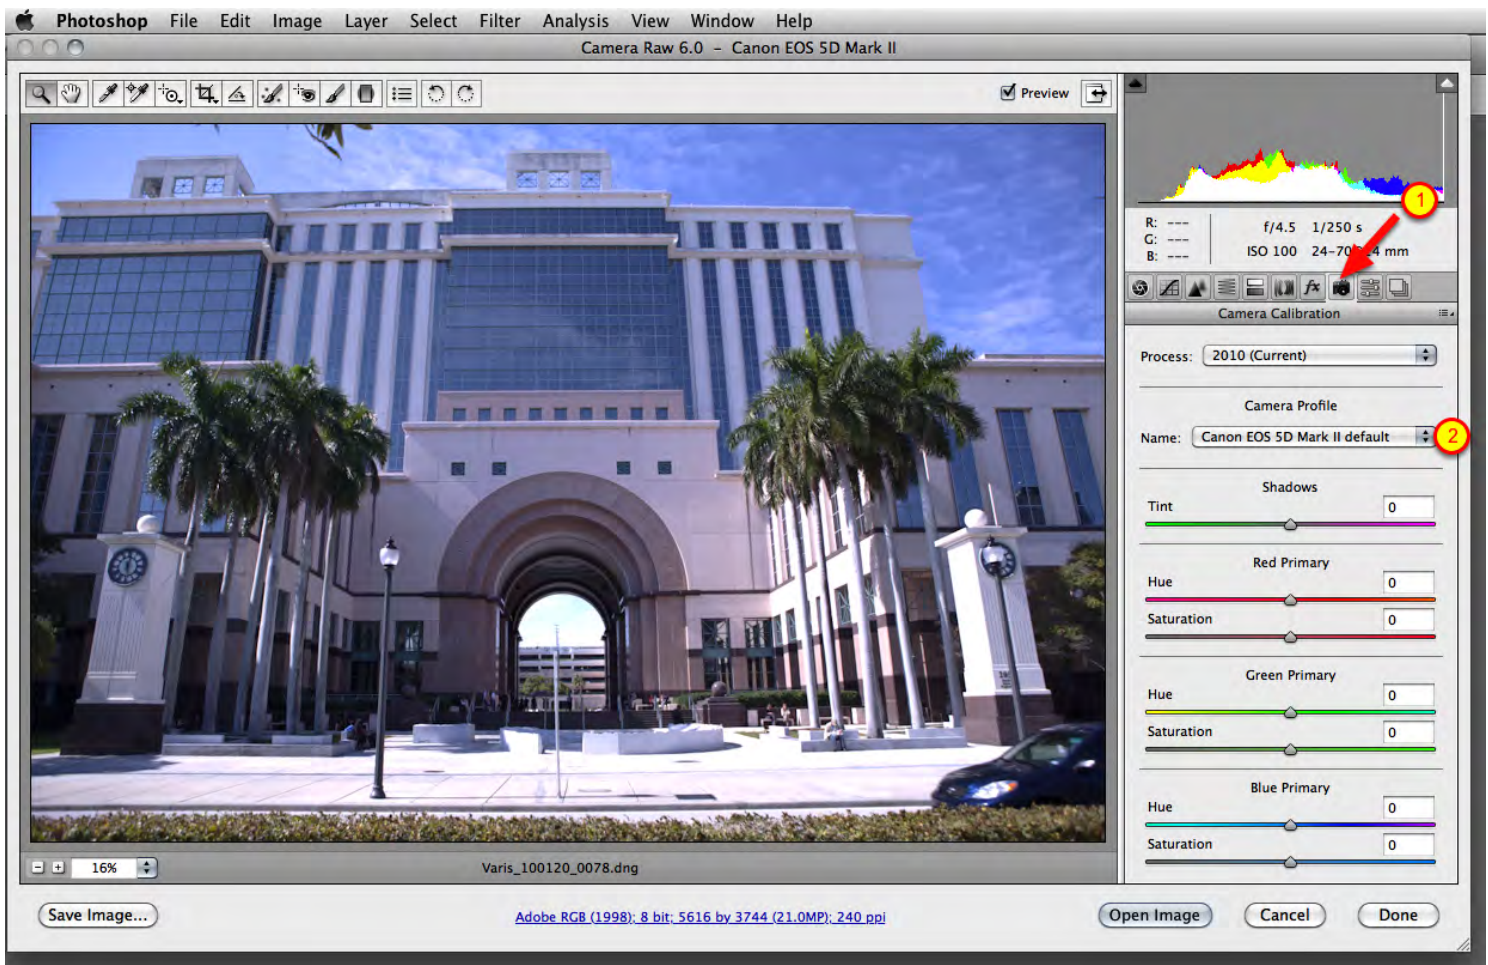 Photoshop File Edit Image Layer Select Filter Analysis View Window Help
Camera Raw 6.0 – Canon EOS 5D Mark II
Preview
1
R: ---
G: ---
B: ---
f/4.5 1/250 s
ISO 100 24-70 mm
fx
Camera Calibration
Process: 2010 (Current)
Camera Profile
Name: Canon EOS 5D Mark II default
2
Shadows
Tint 0
Red Primary
Hue 0
Saturation 0
Green Primary
Hue 0
Saturation 0
Blue Primary
Hue 0
Saturation 0
16%
Varis_100120_0078.dng
Save Image...
Adobe RGB (1998); 8 bit; 5616 by 3744 (21.0MP); 240 ppi
Open Image
Cancel
Done